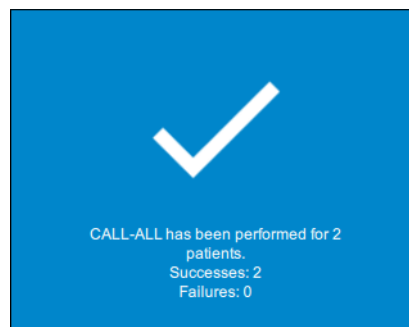 CALL-ALL has been performed for 2
patients.
Successes: 2
Failures: 0